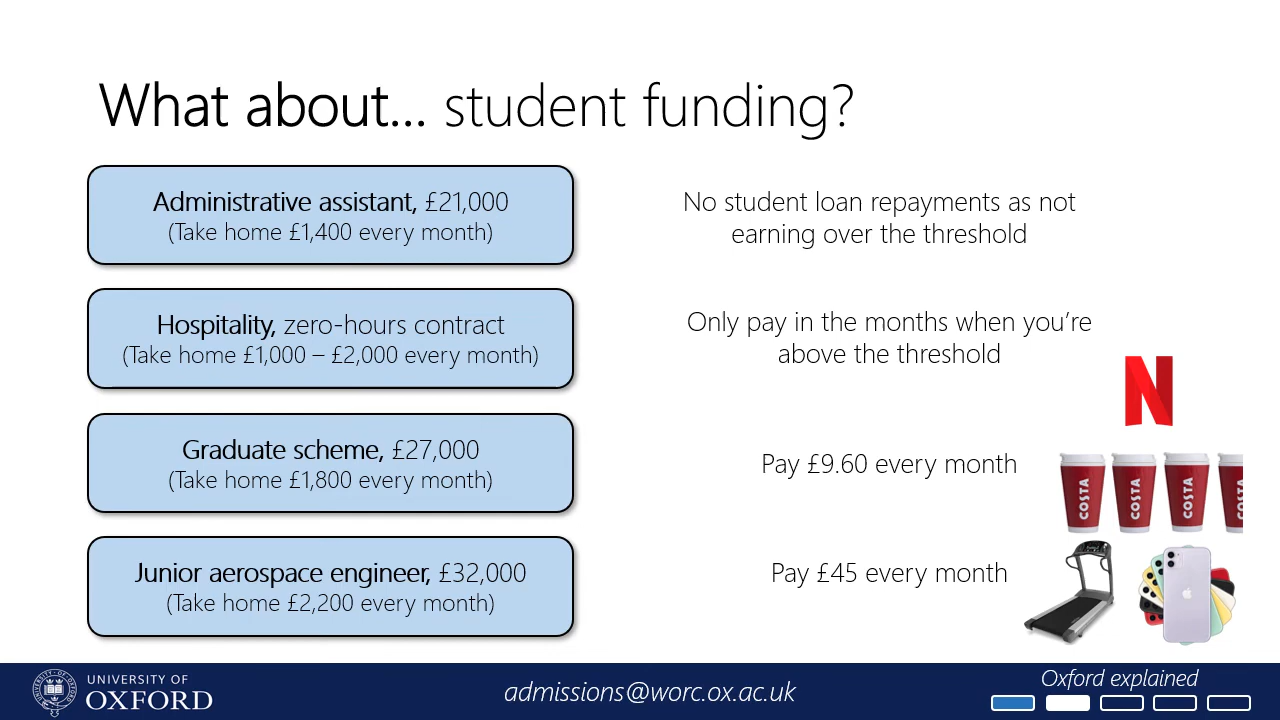 What about... student funding?
Administrative assistant, £21,000
(Take home £1,400 every month)
No student loan repayments as not
earning over the threshold
Hospitality, zero-hours contract
(Take home £1,000 – £2,000 every month)
Only pay in the months when you’re
above the threshold
N
Graduate scheme, £27,000
(Take home £1,800 every month)
Pay £9.60 every month
COSTA
COSTA
COSTA
Junior aerospace engineer, £32,000
(Take home £2,200 every month)
Pay £45 every month
UNIVERSITY OF
OXFORD
admissions@worc.ox.ac.uk
Oxford explained